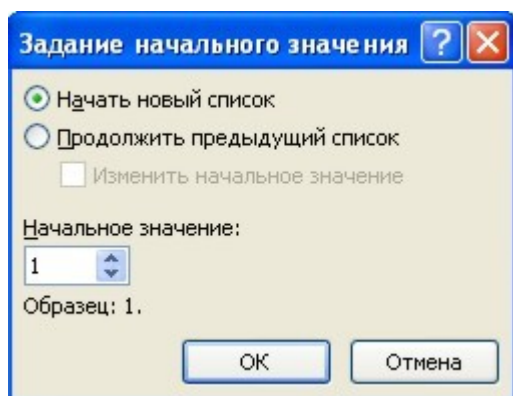 Задание начального значения
Начать новый список
Продолжить предыдущий список
Изменить начальное значение
Начальное значение:
1
Образец: 1.
ОК Отмена